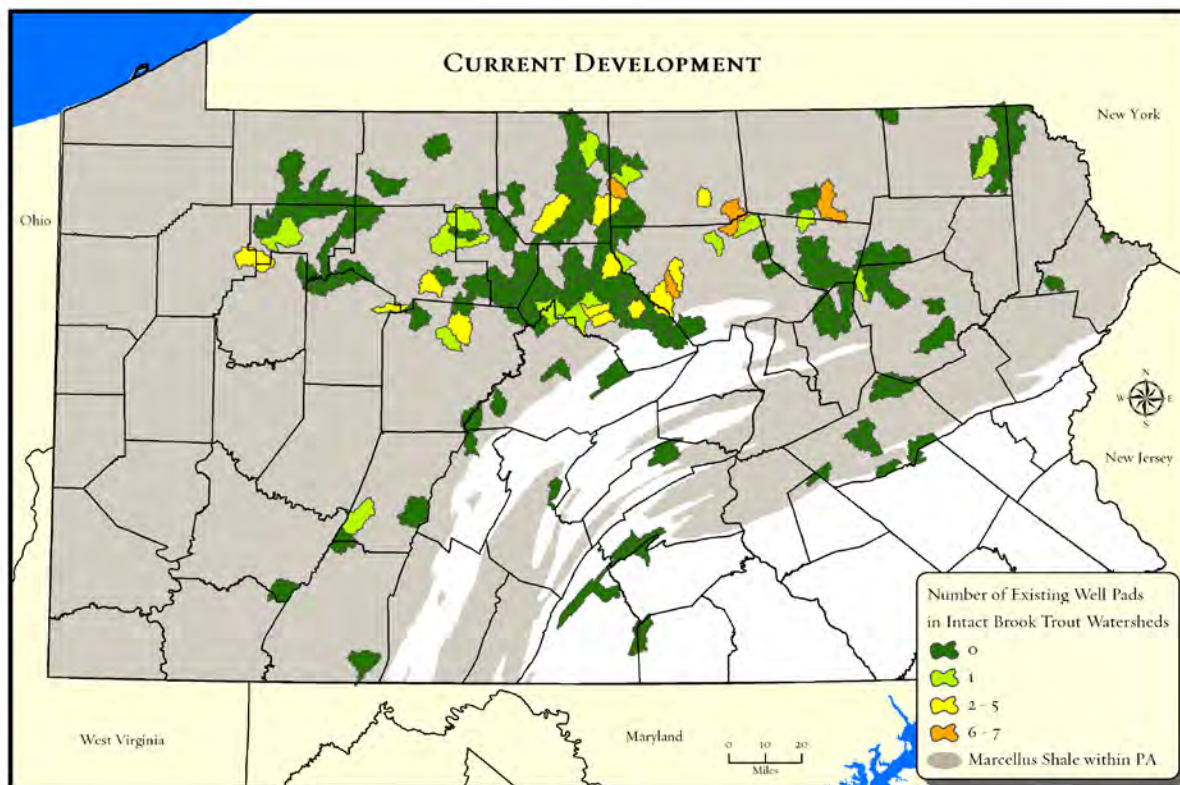 CURRENT DEVELOPMENT
New York
Ohio
N
W E
S
New Jersey
Number of Existing Well Pads
in Intact Brook Trout Watersheds
0
1
2 - 5
6 - 7
Marcellus Shale within PA
West Virginia
Maryland
0 10 20
Miles